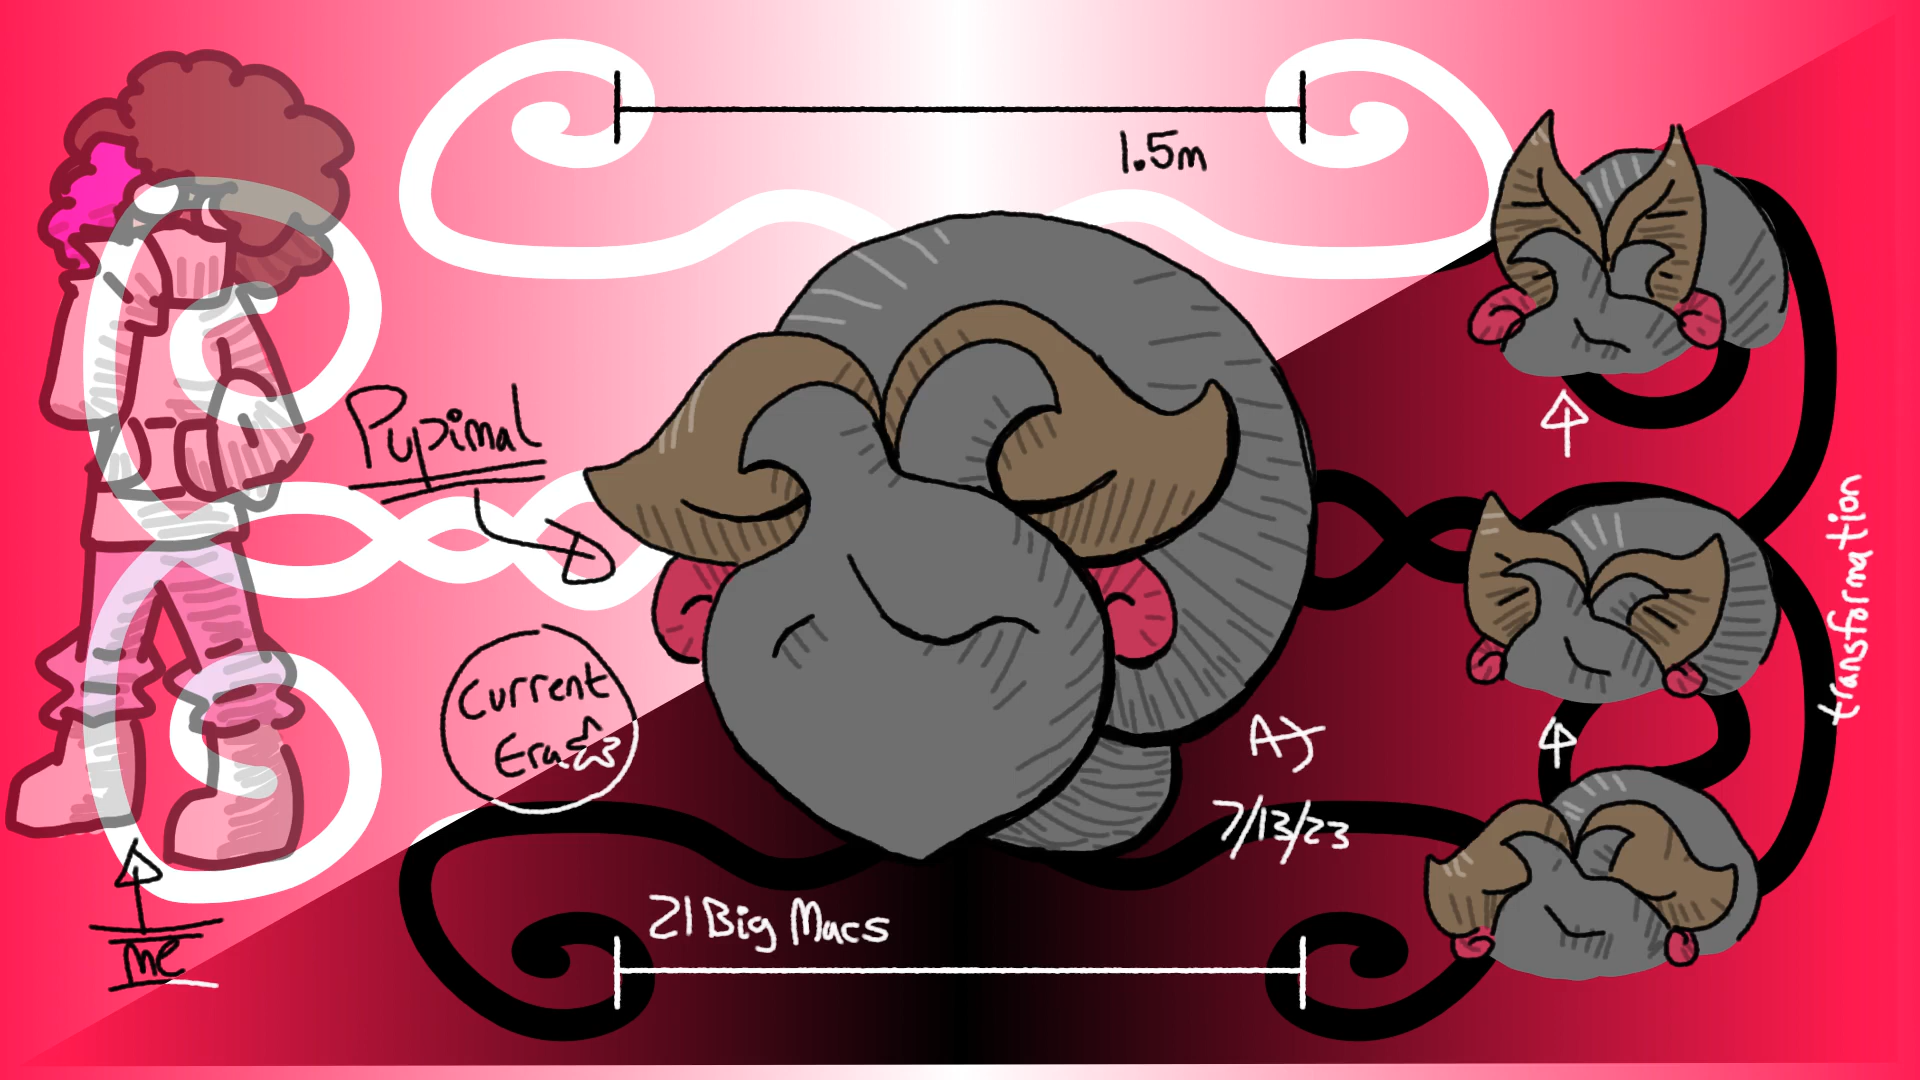 1.5m
Pupimal
Current
Era
transformation
AJ
7/13/23
21 Big Macs
me